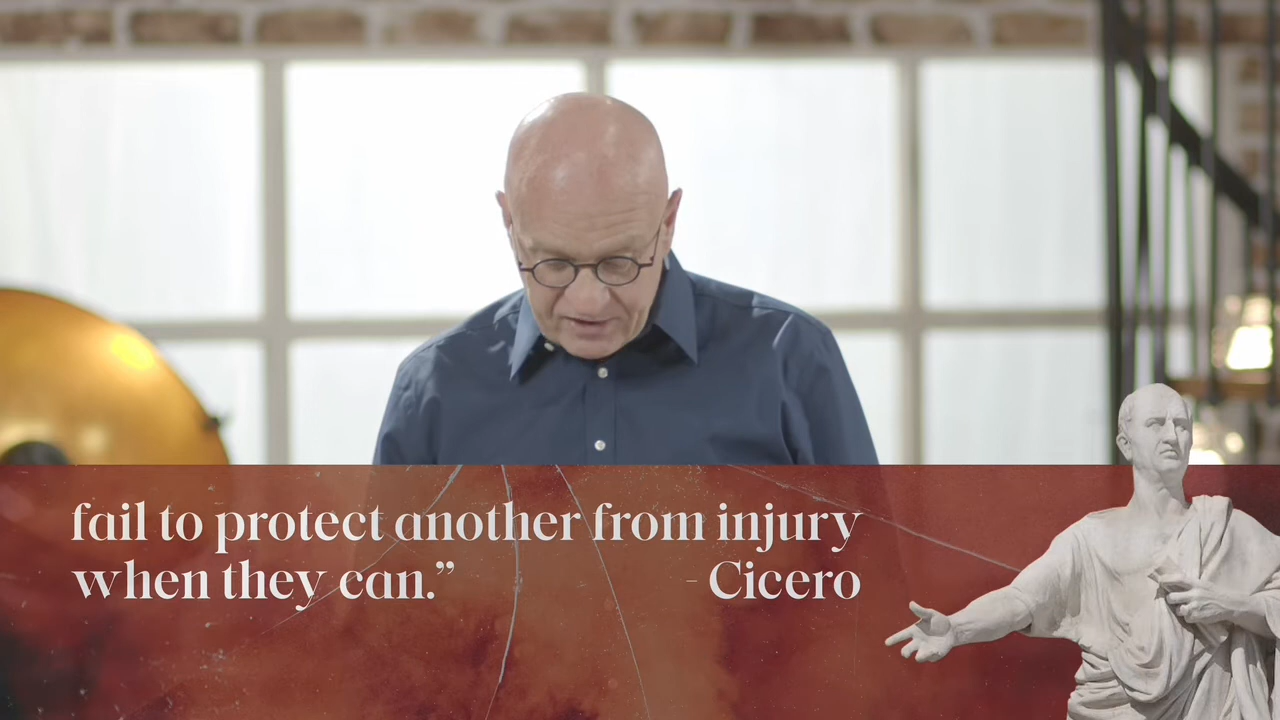 fail to protect another from injury
when they can.”
- Cicero